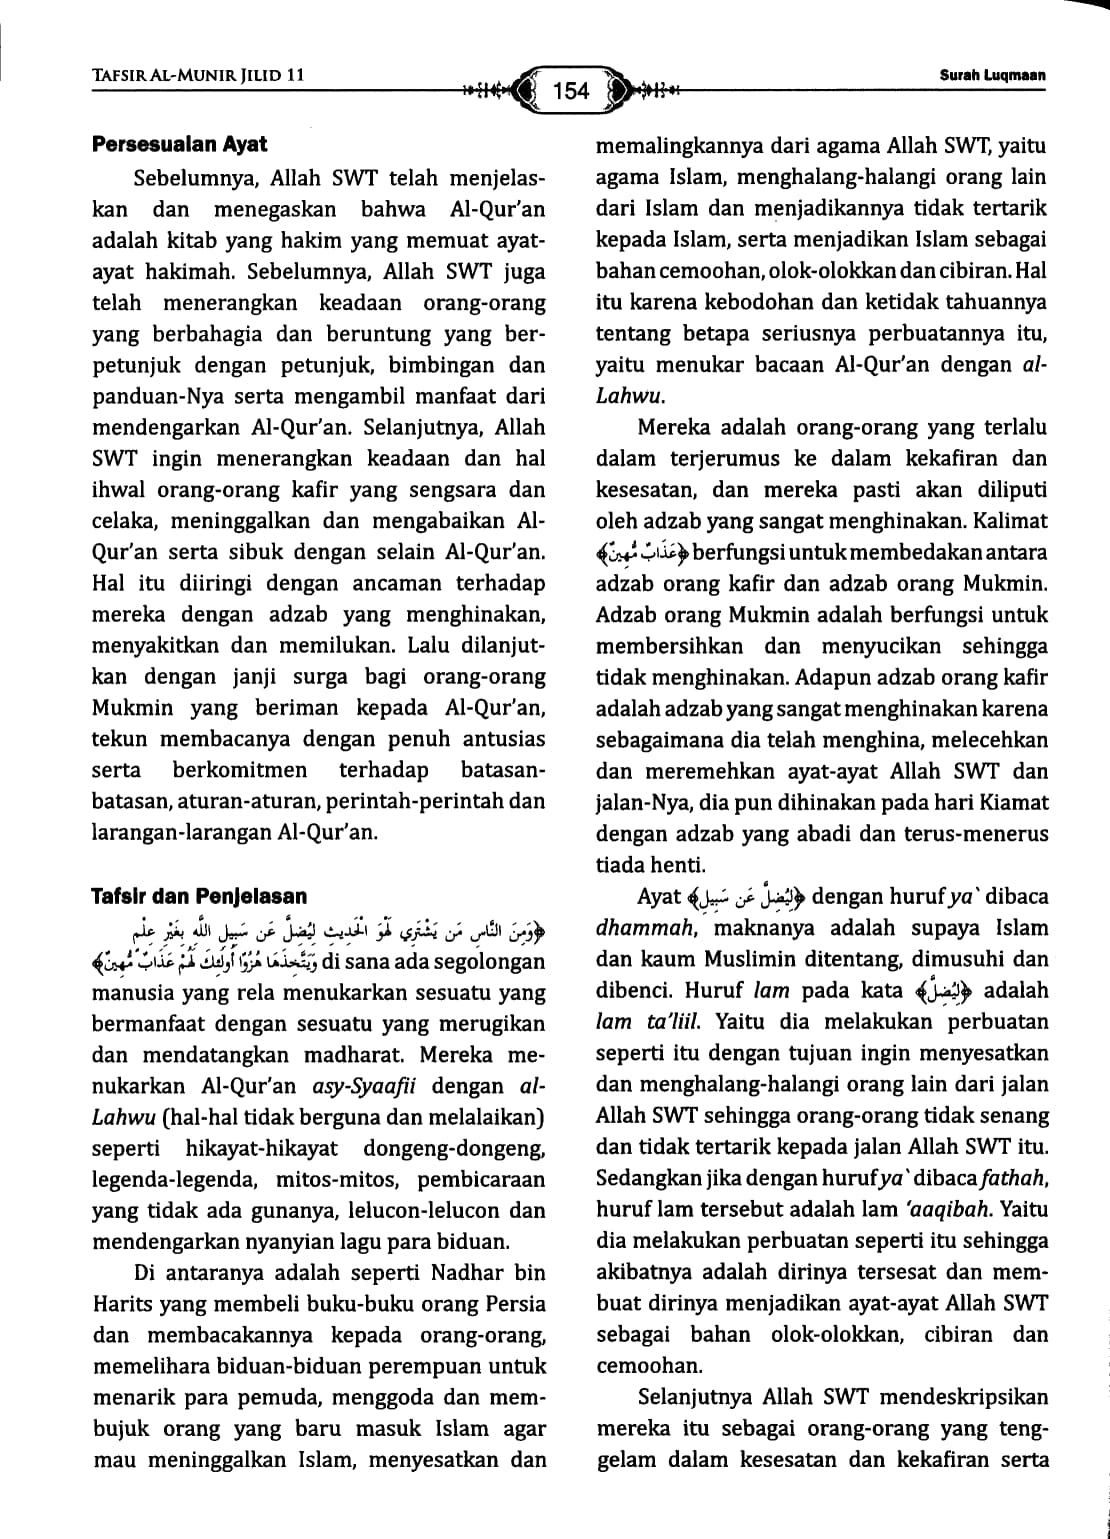 TAFSIR AL-MUNIR JILID 11
154
Surah Luqmaan
Persesualan Ayat
Sebelumnya, Allah SWT telah menjelas-
kan dan menegaskan bahwa Al-Qur'an
adalah kitab yang hakim yang memuat ayat-
ayat hakimah. Sebelumnya, Allah SWT juga
telah menerangkan keadaan orang-orang
yang berbahagia dan beruntung yang ber-
petunjuk dengan petunjuk, bimbingan dan
panduan-Nya serta mengambil manfaat dari
mendengarkan Al-Qur'an. Selanjutnya, Allah
SWT ingin menerangkan keadaan dan hal
ihwal orang-orang kafir yang sengsara dan
celaka, meninggalkan dan mengabaikan Al-
Qur'an serta sibuk dengan selain Al-Qur'an.
Hal itu diiringi dengan ancaman terhadap
mereka dengan adzab yang menghinakan,
menyakitkan dan memilukan. Lalu dilanjut-
kan dengan janji surga bagi orang-orang
Mukmin yang beriman kepada Al-Qur'an,
tekun membacanya dengan penuh antusias
serta berkomitmen terhadap batasan-
batasan, aturan-aturan, perintah-perintah dan
larangan-larangan Al-Qur'an.
Tafsir dan Penjelasan
﴿وَمِنَ النَّاسِ مَن يَشْتَرِي لَهْوَ الْحَدِيثِ لِيُضِلَّ عَن سَبِيلِ اللَّهِ بِغَيْرِ عِلْمٍ
وَيَتَّخِذَهَا هُزُوًا أُولَٰئِكَ لَهُمْ عَذَابٌ مُّهِينٌ﴾ di sana ada segolongan
manusia yang rela menukarkan sesuatu yang
bermanfaat dengan sesuatu yang merugikan
dan mendatangkan madharat. Mereka me-
nukarkan Al-Qur'an asy-Syaafii dengan al-
Lahwu (hal-hal tidak berguna dan melalaikan)
seperti hikayat-hikayat dongeng-dongeng,
legenda-legenda, mitos-mitos, pembicaraan
yang tidak ada gunanya, lelucon-lelucon dan
mendengarkan nyanyian lagu para biduan.
Di antaranya adalah seperti Nadhar bin
Harits yang membeli buku-buku orang Persia
dan membacakannya kepada orang-orang,
memelihara biduan-biduan perempuan untuk
menarik para pemuda, menggoda dan mem-
bujuk orang yang baru masuk Islam agar
mau meninggalkan Islam, menyesatkan dan
memalingkannya dari agama Allah SWT, yaitu
agama Islam, menghalang-halangi orang lain
dari Islam dan menjadikannya tidak tertarik
kepada Islam, serta menjadikan Islam sebagai
bahan cemoohan, olok-olokkan dan cibiran. Hal
itu karena kebodohan dan ketidak tahuannya
tentang betapa seriusnya perbuatannya itu,
yaitu menukar bacaan Al-Qur'an dengan al-
Lahwu.
Mereka adalah orang-orang yang terlalu
dalam terjerumus ke dalam kekafiran dan
kesesatan, dan mereka pasti akan diliputi
oleh adzab yang sangat menghinakan. Kalimat
﴿عَذَابٌ مُّهِينٌ﴾ berfungsi untuk membedakan antara
adzab orang kafir dan adzab orang Mukmin.
Adzab orang Mukmin adalah berfungsi untuk
membersihkan dan menyucikan sehingga
tidak menghinakan. Adapun adzab orang kafir
adalah adzab yang sangat menghinakan karena
sebagaimana dia telah menghina, melecehkan
dan meremehkan ayat-ayat Allah SWT dan
jalan-Nya, dia pun dihinakan pada hari Kiamat
dengan adzab yang abadi dan terus-menerus
tiada henti.
Ayat ﴿لِيُضِلَّ عَن سَبِيلِ﴾ dengan huruf ya` dibaca
dhammah, maknanya adalah supaya Islam
dan kaum Muslimin ditentang, dimusuhi dan
dibenci. Huruf lam pada kata ﴿لِيُضِلَّ﴾ adalah
lam ta'liil. Yaitu dia melakukan perbuatan
seperti itu dengan tujuan ingin menyesatkan
dan menghalang-halangi orang lain dari jalan
Allah SWT sehingga orang-orang tidak senang
dan tidak tertarik kepada jalan Allah SWT itu.
Sedangkan jika dengan huruf ya` dibaca fathah,
huruf lam tersebut adalah lam 'aaqibah. Yaitu
dia melakukan perbuatan seperti itu sehingga
akibatnya adalah dirinya tersesat dan mem-
buat dirinya menjadikan ayat-ayat Allah SWT
sebagai bahan olok-olokkan, cibiran dan
cemoohan.
Selanjutnya Allah SWT mendeskripsikan
mereka itu sebagai orang-orang yang teng-
gelam dalam kesesatan dan kekafiran serta